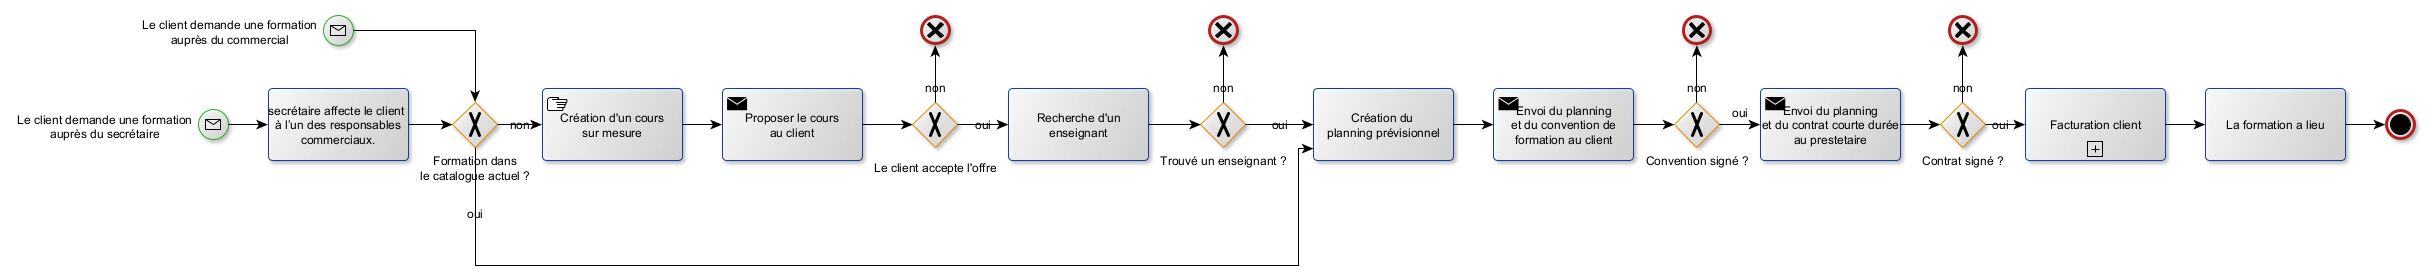 Le client demande une formation
auprès du commercial
Le client demande une formation
auprès du secrétaire
secrétaire affecte le client
à l'un des responsables
commerciaux.
Formation dans
le catalogue actuel ?
non
oui
Création d'un cours
sur mesure
Proposer le cours
au client
non
oui
Le client accepte l'offre
Recherche d'un
enseignant
non
oui
Trouvé un enseignant ?
Création du
planning prévisionnel
Envoi du planning
et du convention de
formation au client
non
oui
Convention signé ?
Envoi du planning
et du contrat courte durée
au prestetaire
non
oui
Contrat signé ?
Facturation client
La formation a lieu